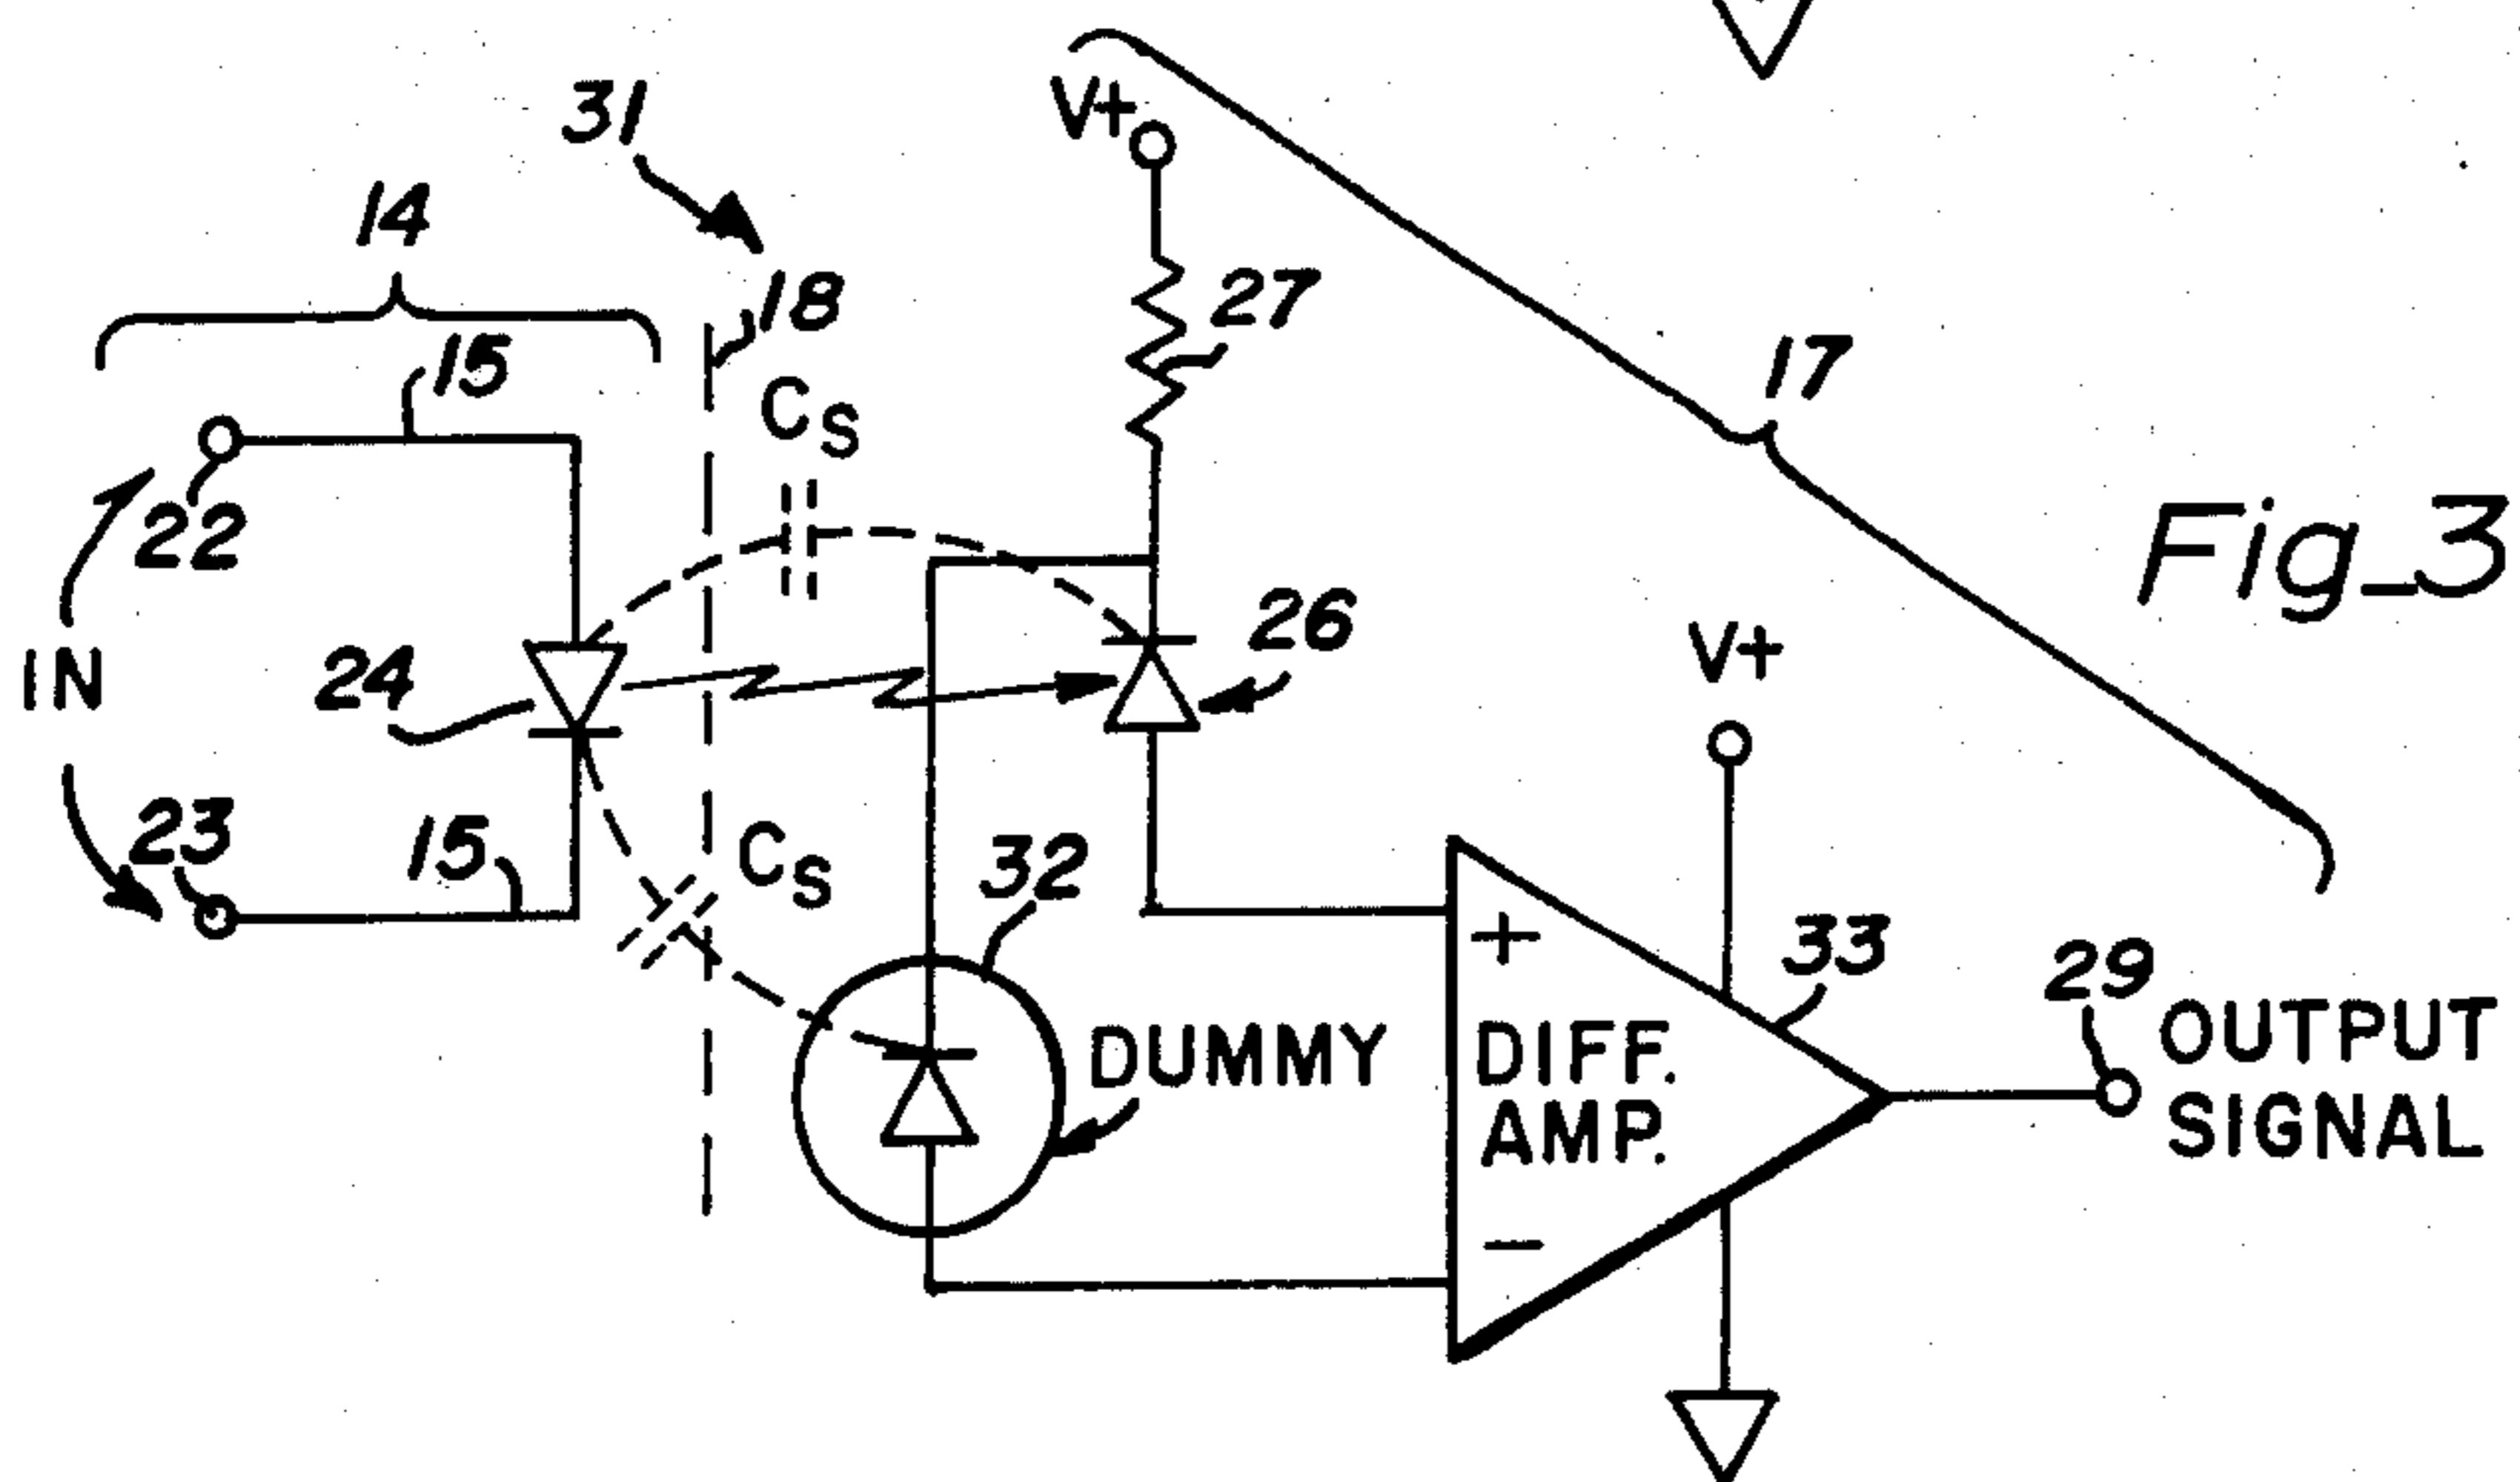 31
V+
14
18
27
15
17
Cs
22
Fig_3
26
IN
24
V+
23
15
Cs
32
+
33
29
OUTPUT
SIGNAL
DUMMY
DIFF.
AMP.
−